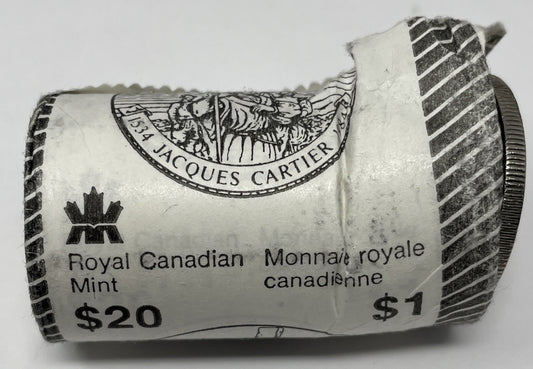 1534 JACQUES CARTIER
Royal Canadian
Mint
$20
Monnaie royale
canadienne
$1